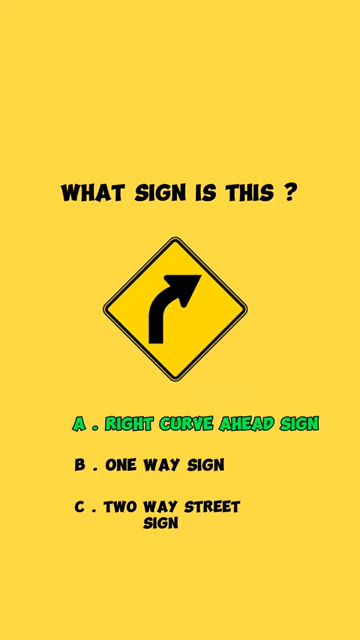 WHAT SIGN IS THIS ?
A . RIGHT CURVE AHEAD SIGN
B . ONE WAY SIGN
C . TWO WAY STREET
SIGN